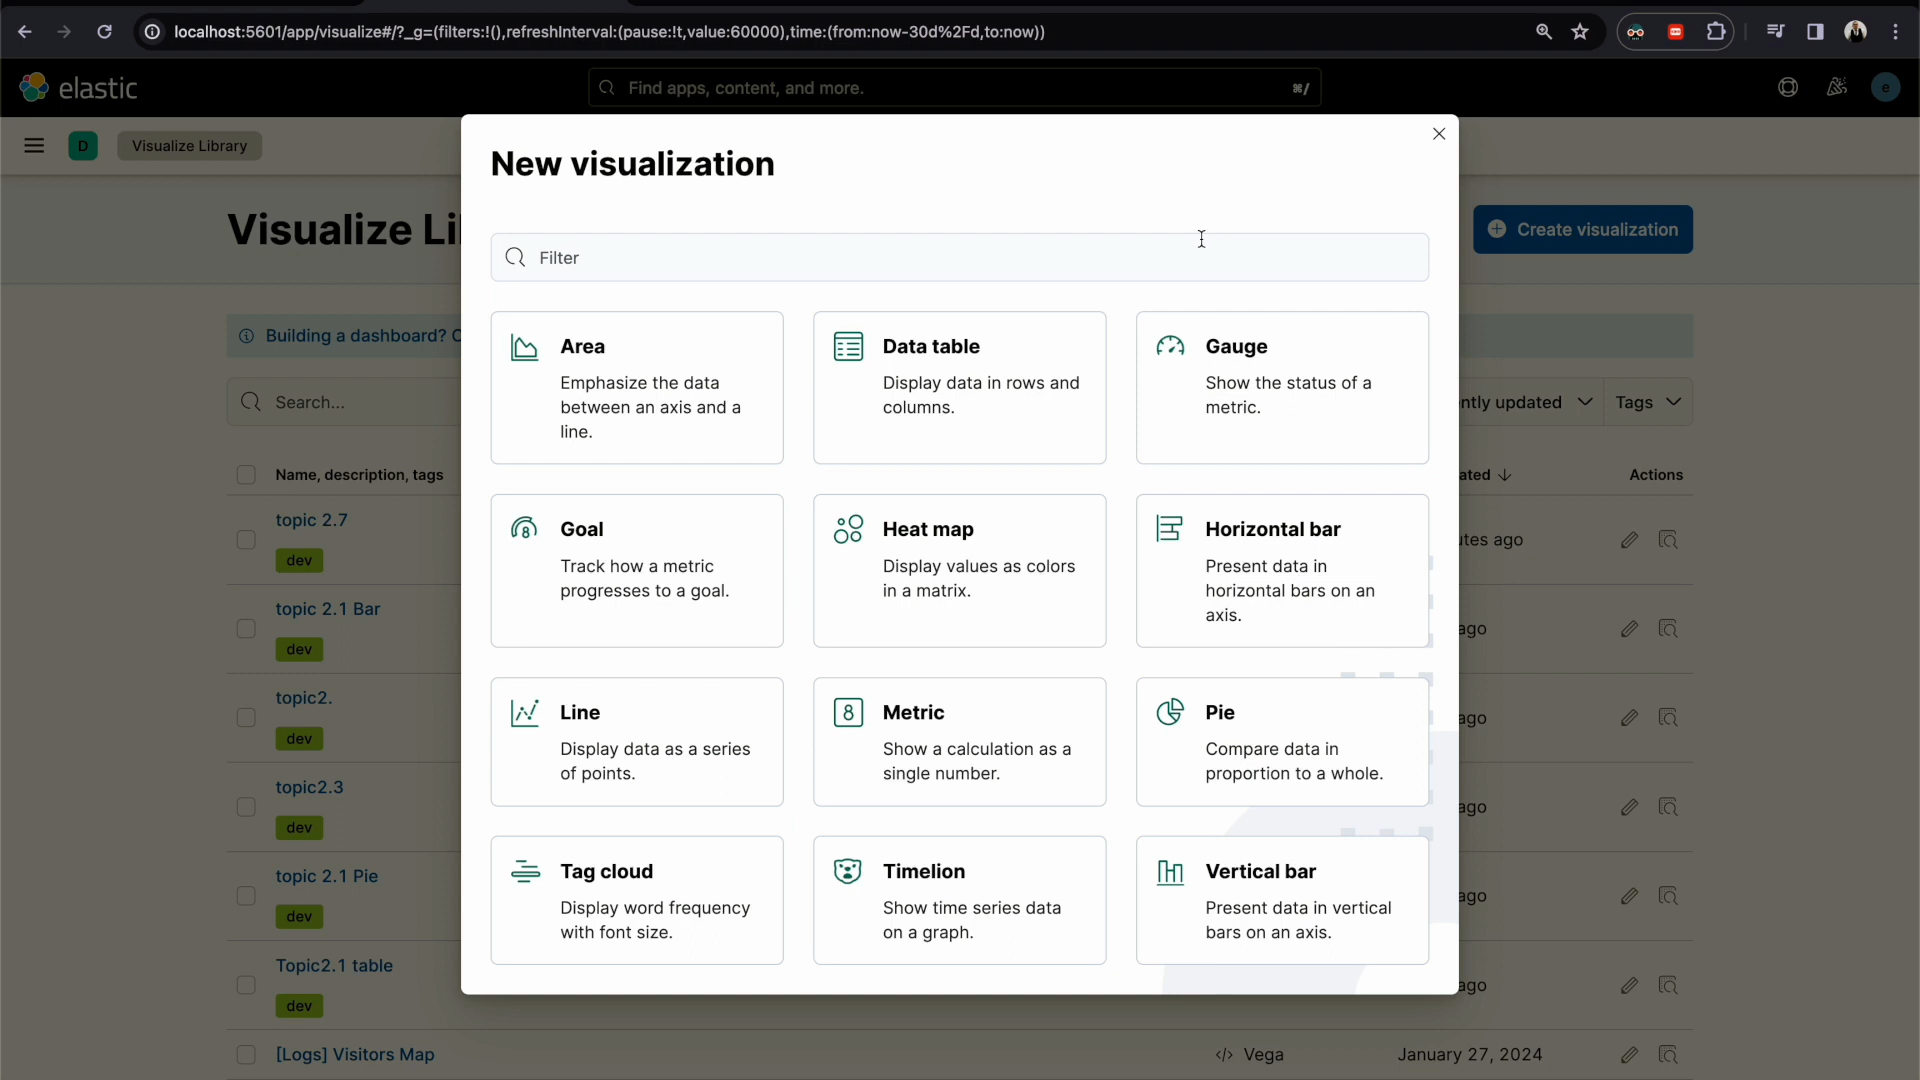 localhost:5601/app/visualize#/?_g=(filters:!(),refreshInterval:(pause:!t,value:60000),time:(from:now-30d%2Fd,to:now))
elastic
Find apps, content, and more.
⌘/
e
D
Visualize Library
New visualization
Visualize Li
Create visualization
Filter
Building a dashboard? C
Search...
ntly updated
Tags
Name, description, tags
ated
Actions
Area
Emphasize the data
between an axis and a
line.
Data table
Display data in rows and
columns.
Gauge
Show the status of a
metric.
Goal
Track how a metric
progresses to a goal.
Heat map
Display values as colors
in a matrix.
Horizontal bar
Present data in
horizontal bars on an
axis.
Line
Display data as a series
of points.
8
Metric
Show a calculation as a
single number.
Pie
Compare data in
proportion to a whole.
Tag cloud
Display word frequency
with font size.
Timelion
Show time series data
on a graph.
Vertical bar
Present data in vertical
bars on an axis.
topic 2.7
dev
utes ago
topic 2.1 Bar
dev
ago
topic2.
dev
ago
topic2.3
dev
ago
topic 2.1 Pie
dev
ago
Topic2.1 table
dev
ago
[Logs] Visitors Map
Vega
January 27, 2024